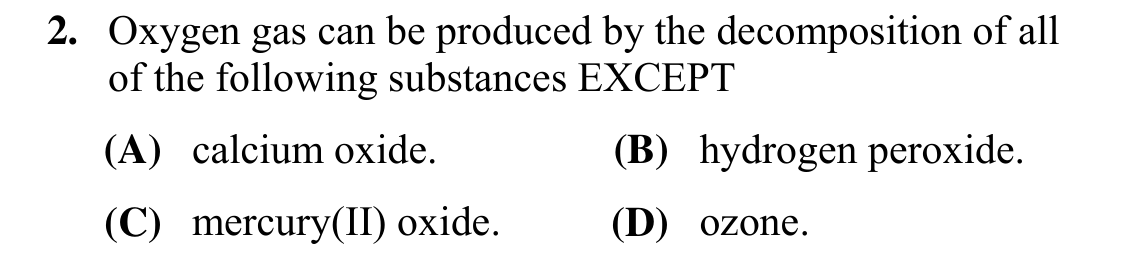 2. Oxygen gas can be produced by the decomposition of all
of the following substances EXCEPT
(A) calcium oxide. (B) hydrogen peroxide.
(C) mercury(II) oxide. (D) ozone.